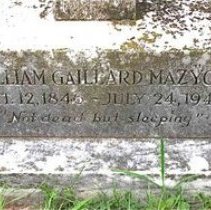 LLIAM GAILLARD MAZYC
T. 12, 1846 - JULY 24, 194
"Not dead but sleeping"